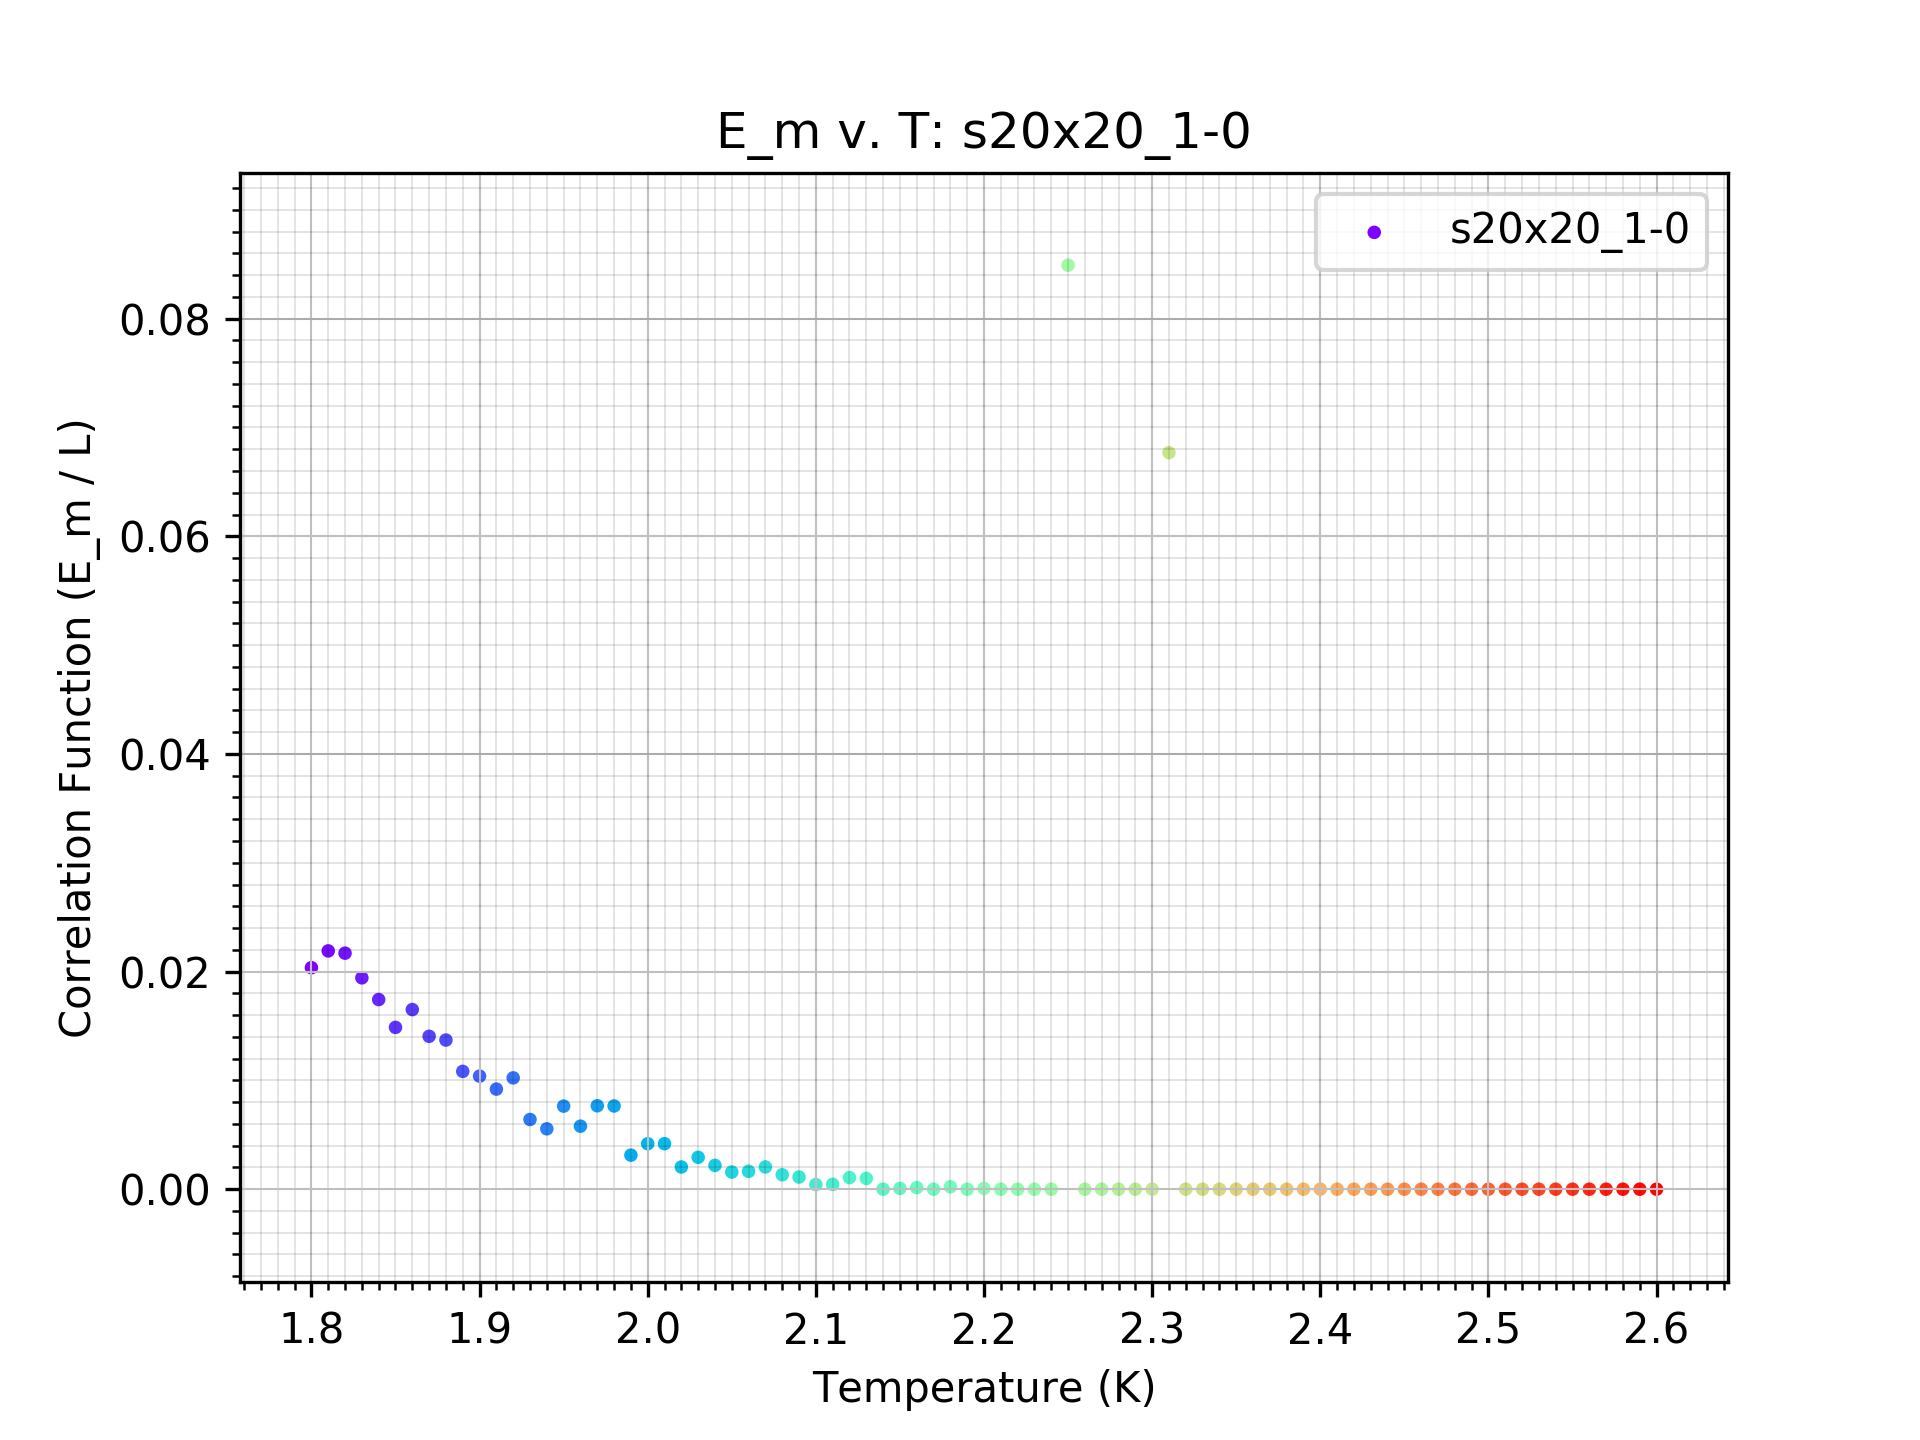 E_m v. T: s20x20_1-0
s20x20_1-0
Correlation Function (E_m / L)
0.08
0.06
0.04
0.02
0.00
1.8 1.9 2.0 2.1 2.2 2.3 2.4 2.5 2.6
Temperature (K)